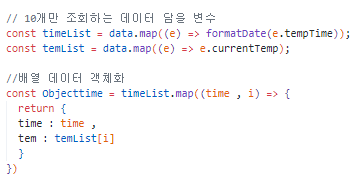 // 10개만 조회하는 데이터 담을 변수
const timeList = data.map((e) => formatDate(e.tempTime));
const temList = data.map((e) => e.currentTemp);
//배열 데이터 객체화
const Objecttime = timeList.map((time , i) => {
return {
time : time ,
tem : temList[i]
}
})